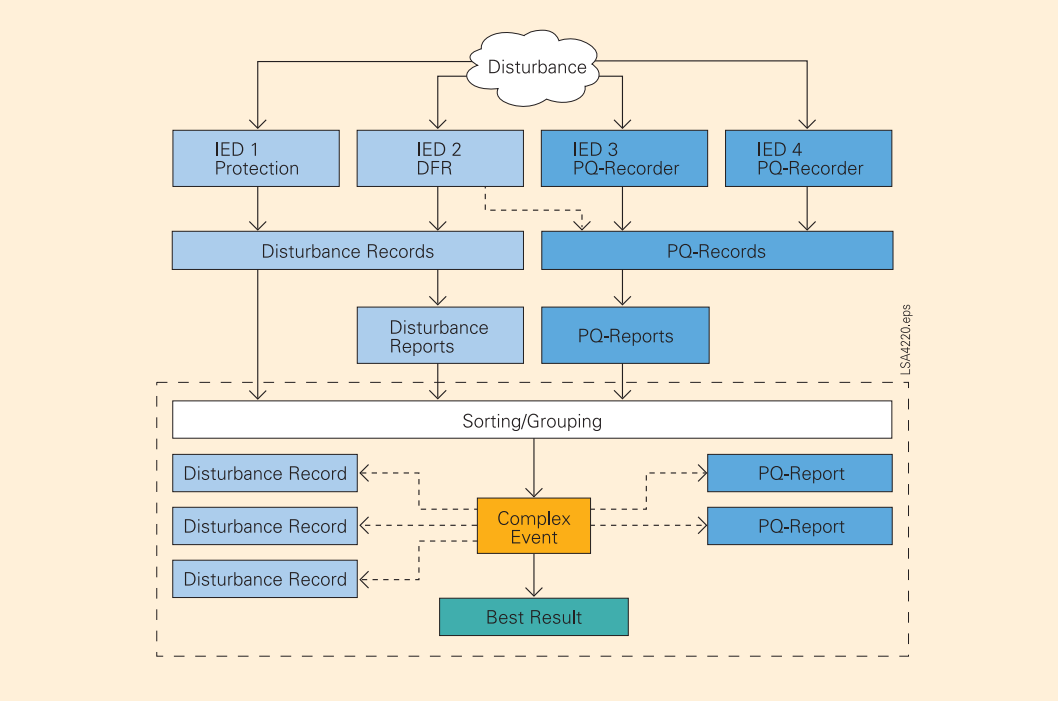 Disturbance
IED 1
Protection
IED 2
DFR
IED 3
PQ-Recorder
IED 4
PQ-Recorder
Disturbance Records
PQ-Records
Disturbance
Reports
PQ-Reports
LSA4220.eps
Sorting/Grouping
Disturbance Record
PQ-Report
Complex
Event
Disturbance Record
PQ-Report
Disturbance Record
Best Result